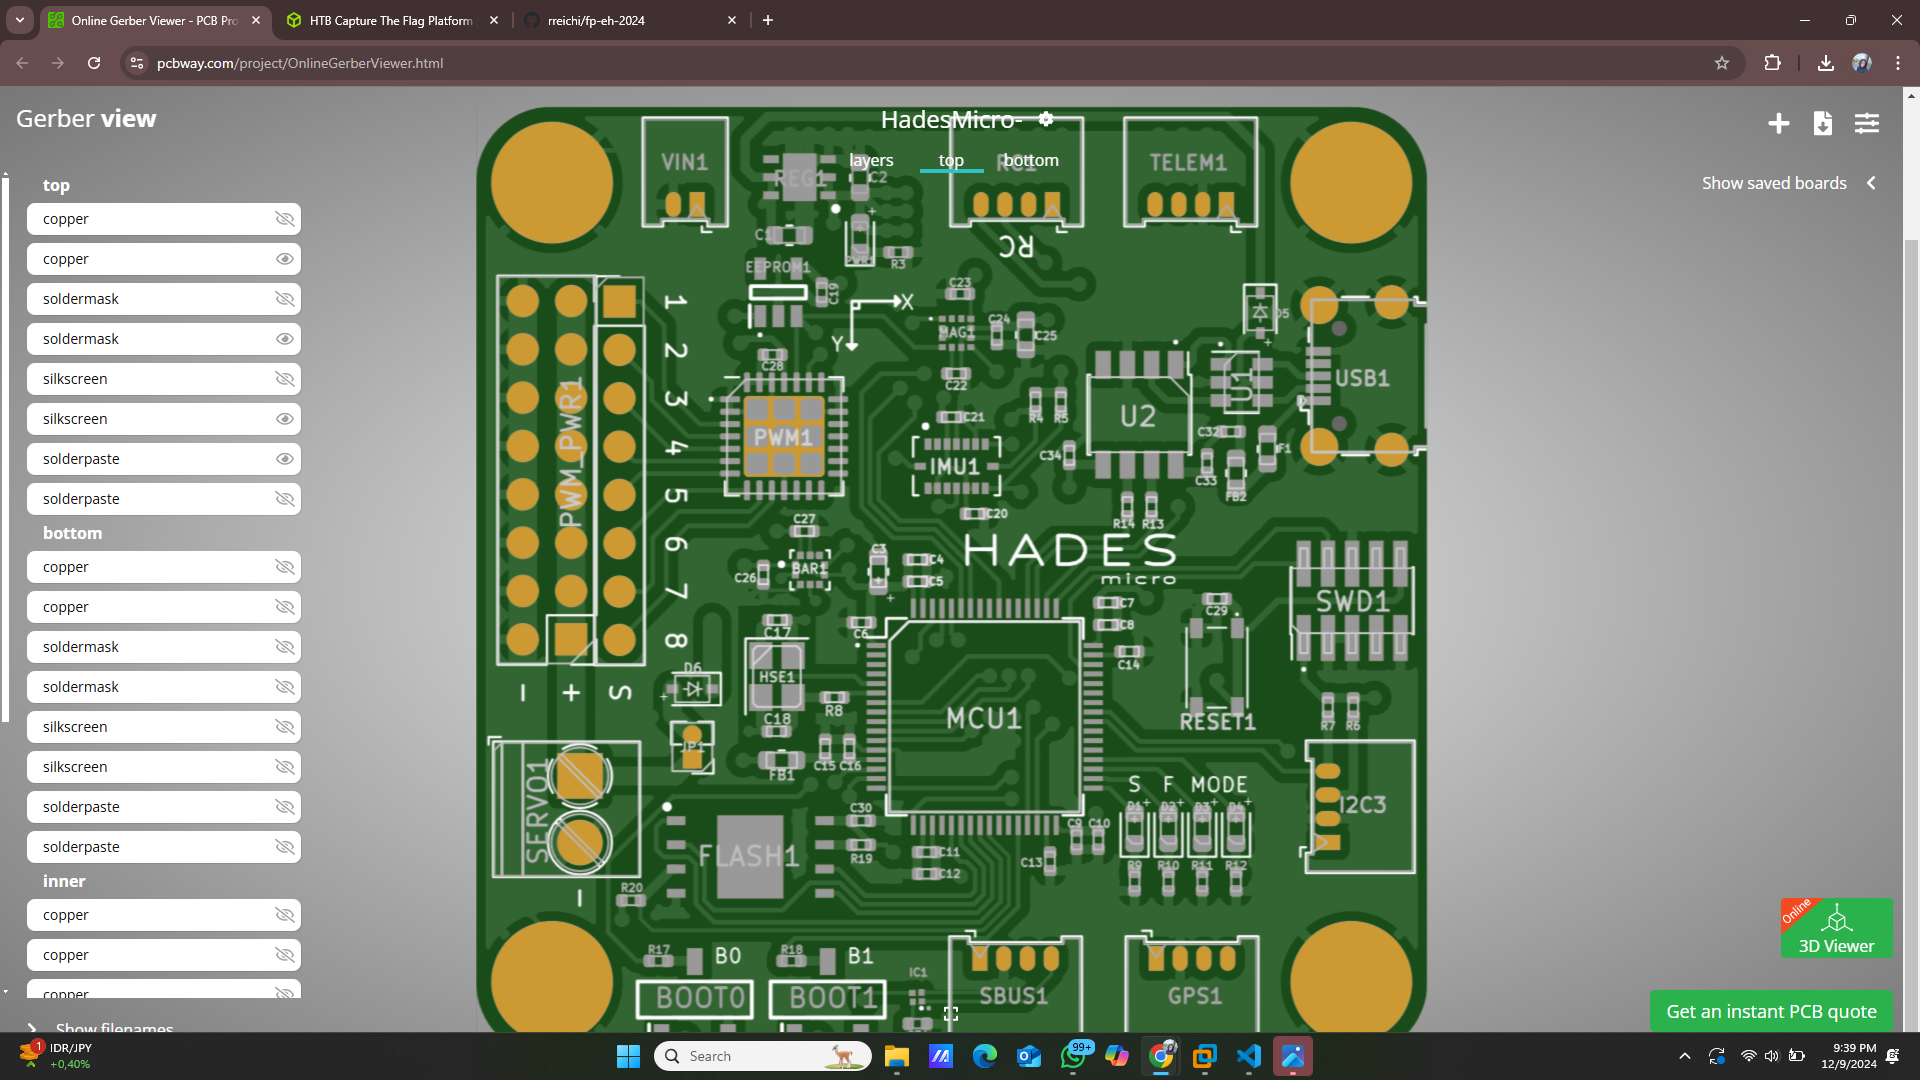 Online Gerber Viewer - PCB Pro
HTB Capture The Flag Platform
rreichi/fp-eh-2024
pcbway.com/project/OnlineGerberViewer.html
Gerber view
HadesMicro-
layers
top
bottom
Show saved boards
top
copper
copper
soldermask
soldermask
silkscreen
silkscreen
solderpaste
solderpaste
bottom
copper
copper
soldermask
soldermask
silkscreen
silkscreen
solderpaste
solderpaste
inner
copper
copper
copper
Show filenames
VIN1
REG1
C2
RC1
TELEM1
C1
PWR1
R3
RC
EEPROM1
C19
X
Y
C23
MAG1
C24
C25
D5
C28
C22
USB1
U1
U2
R4
R5
C21
C32
F1
C34
C33
FB2
PWM1
IMU1
C20
R14
R13
PWM_PWR1
1
2
3
4
5
6
7
8
- + S
C27
C26
BAR1
C3
C4
C5
HADES
micro
C7
C8
C29
SWD1
C17
C6
C14
D6
HSE1
R8
MCU1
RESET1
R7
R6
C18
JP1
FB1
C15
C16
SERVO1
S F MODE
D1
D2
D3
D4
I2C3
C30
R19
C9
C10
C11
C12
C13
R9
R10
R11
R12
FLASH1
R20
R17
B0
R18
B1
IC1
BOOT0
BOOT1
SBUS1
GPS1
Online
3D Viewer
Get an instant PCB quote
1
IDR/JPY
+0,40%
Search
99+
9:39 PM
12/9/2024